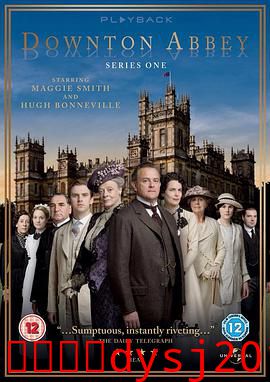 PLAYBACK
DOWNTON ABBEY
SERIES ONE
STARRING
MAGGIE SMITH
AND
HUGH BONNEVILLE
12
12
“...Sumptuous, instantly riveting...”
THE DAILY TELEGRAPH
UNIVERSAL
dysj20